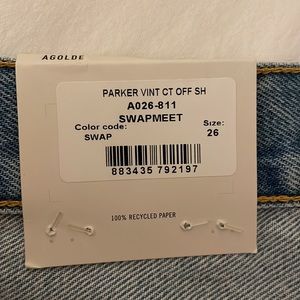 AGOLDE
PARKER VINT CT OFF SH
A026-811
SWAPMEET
Color code: Size:
SWAP 26
883435 792197
100% RECYCLED PAPER